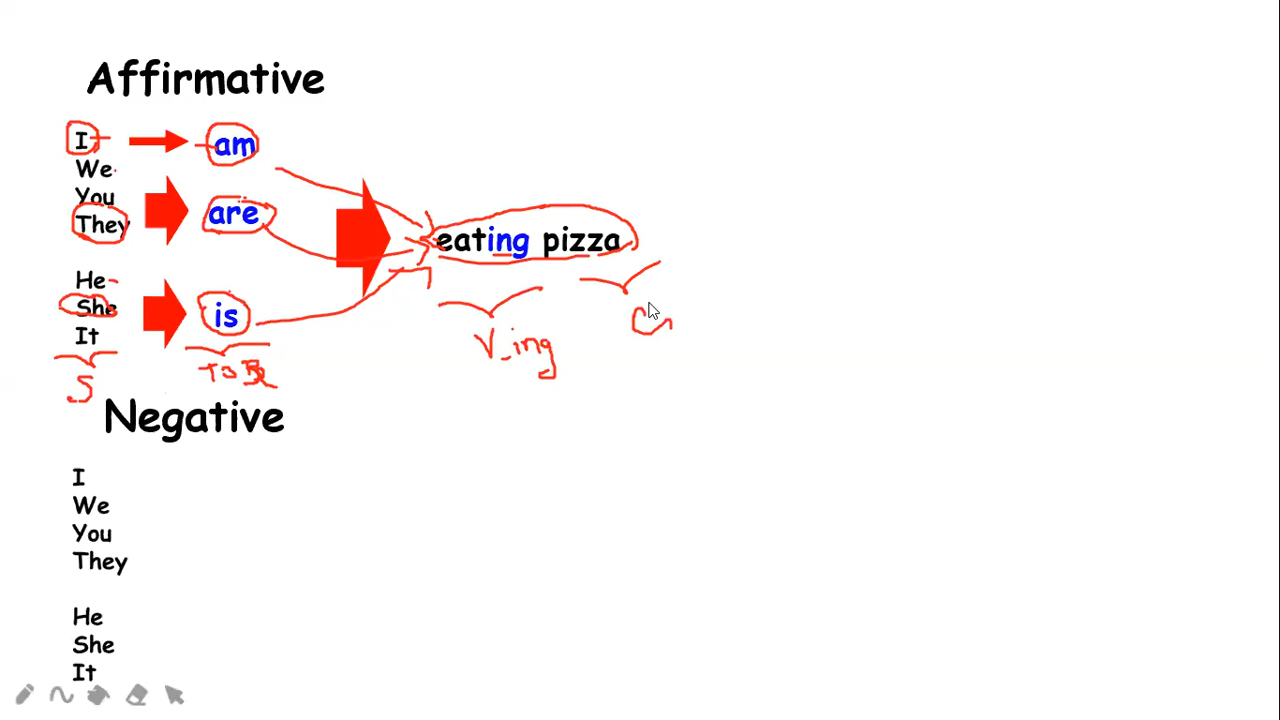 Affirmative
I am
We
You are
They
eating pizza
He
She is
It
S To Be V_ing
Negative
I
We
You
They
He
She
It